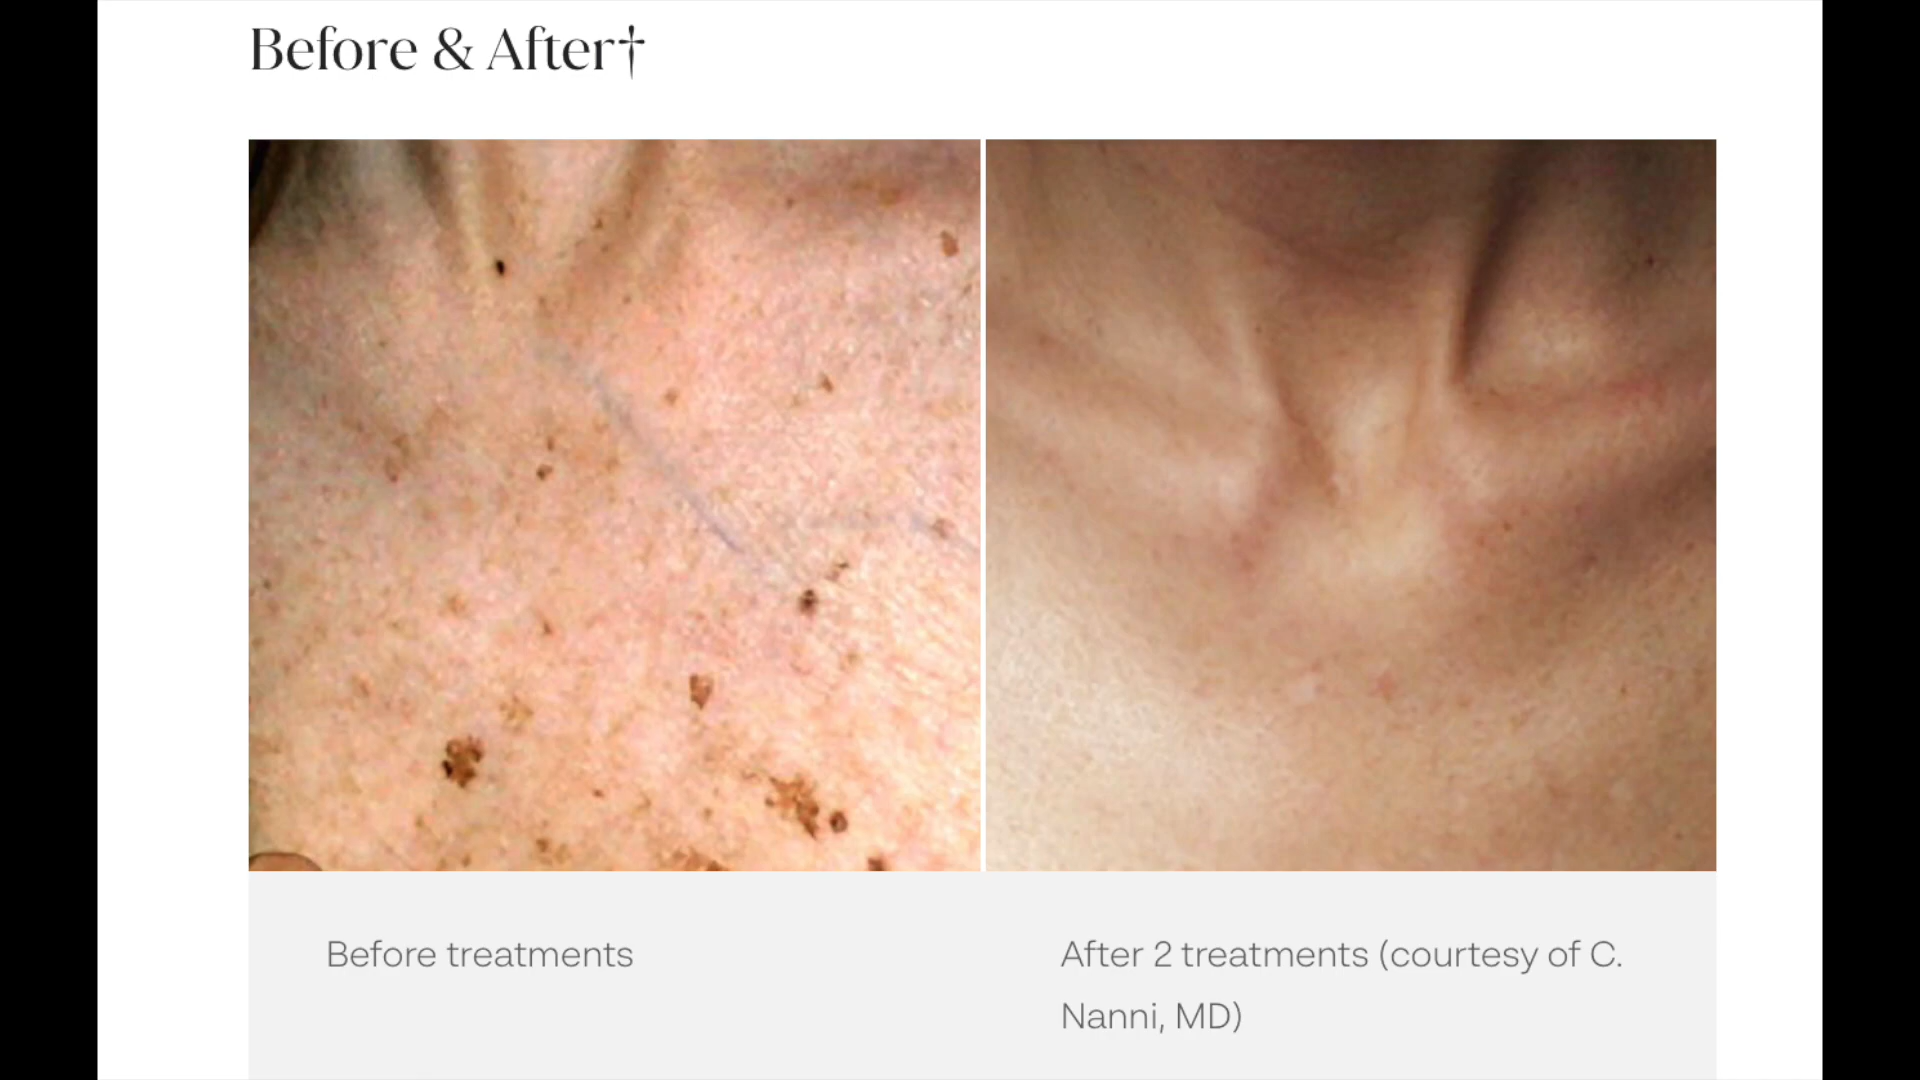 Before & After†
Before treatments
After 2 treatments (courtesy of C.
Nanni, MD)